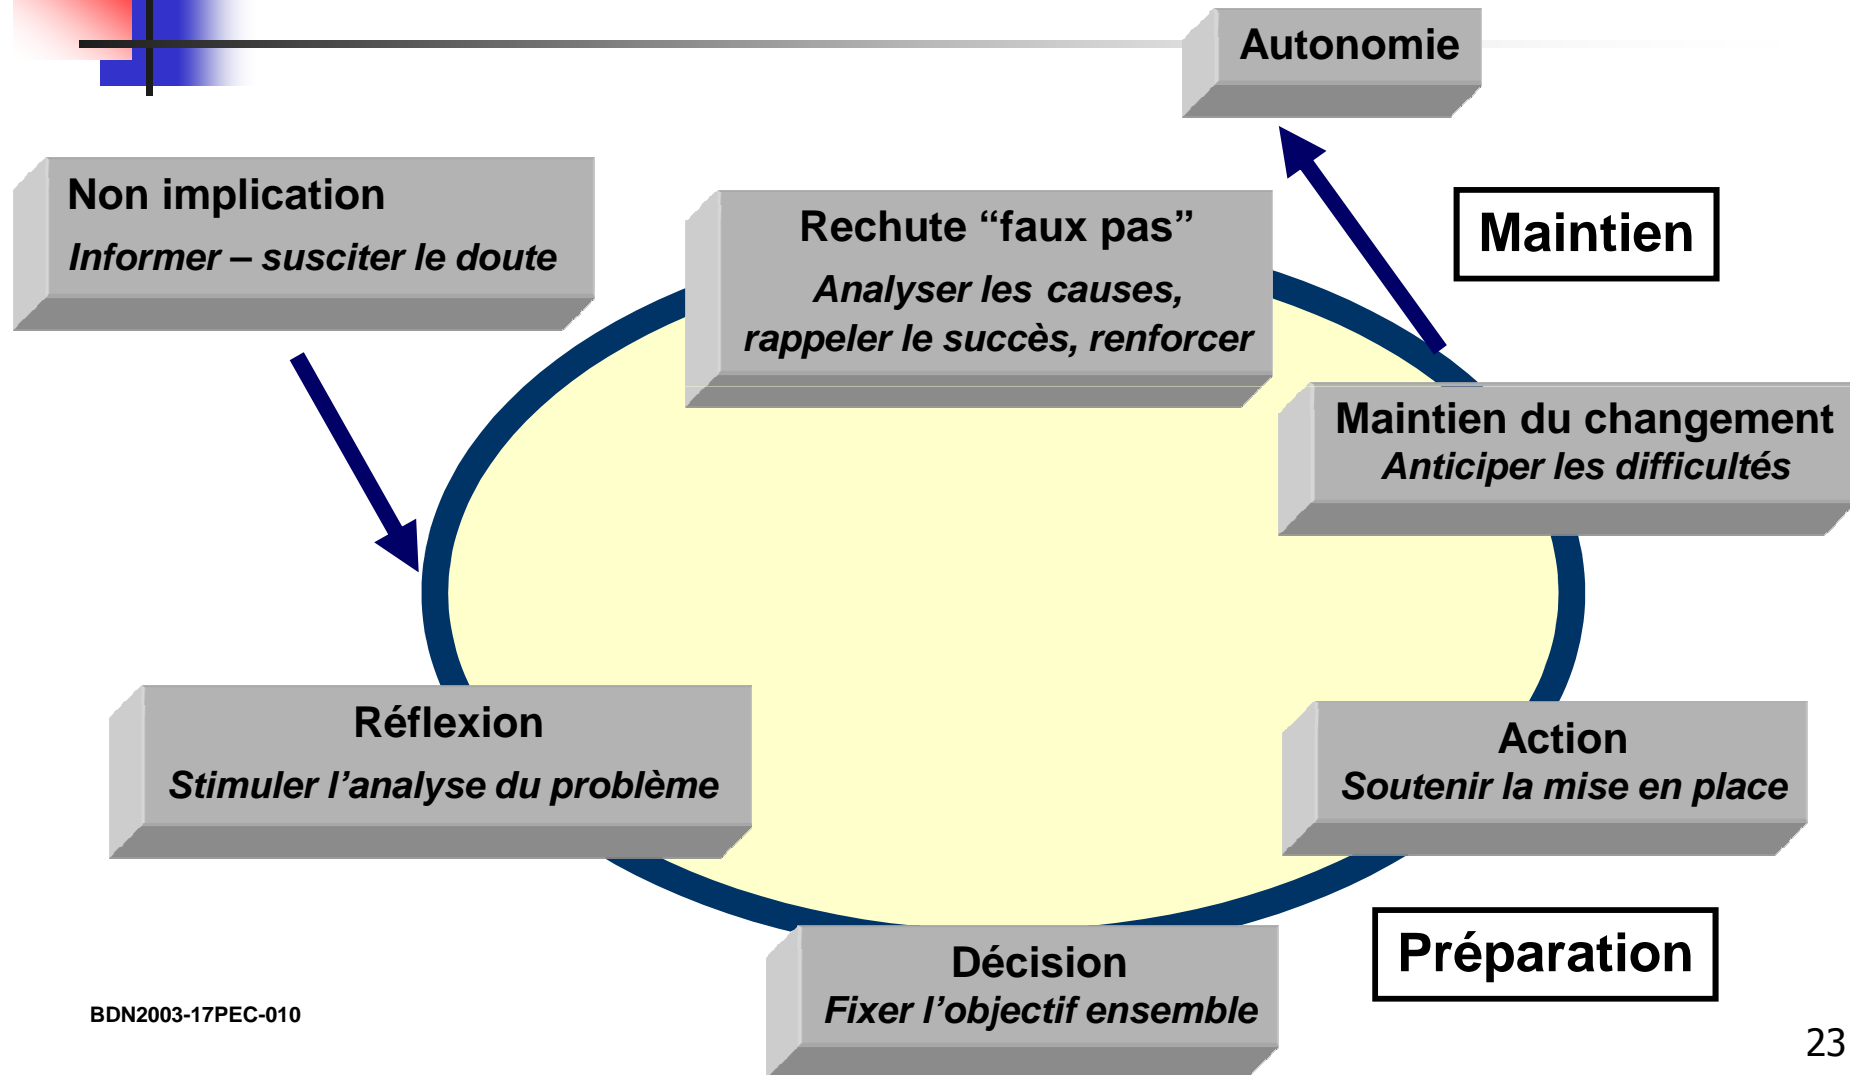 Autonomie
Non implication
Informer – susciter le doute
Rechute “faux pas”
Analyser les causes,
rappeler le succès, renforcer
Maintien
Maintien du changement
Anticiper les difficultés
Réflexion
Stimuler l’analyse du problème
Action
Soutenir la mise en place
Décision
Fixer l’objectif ensemble
Préparation
BDN2003-17PEC-010
23